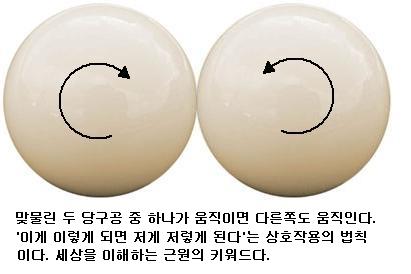 맞물린 두 당구공 중 하나가 움직이면 다른쪽도 움직인다.
'이게 이렇게 되면 저게 저렇게 된다'는 상호작용의 법칙
이다. 세상을 이해하는 근원의 키워드다.